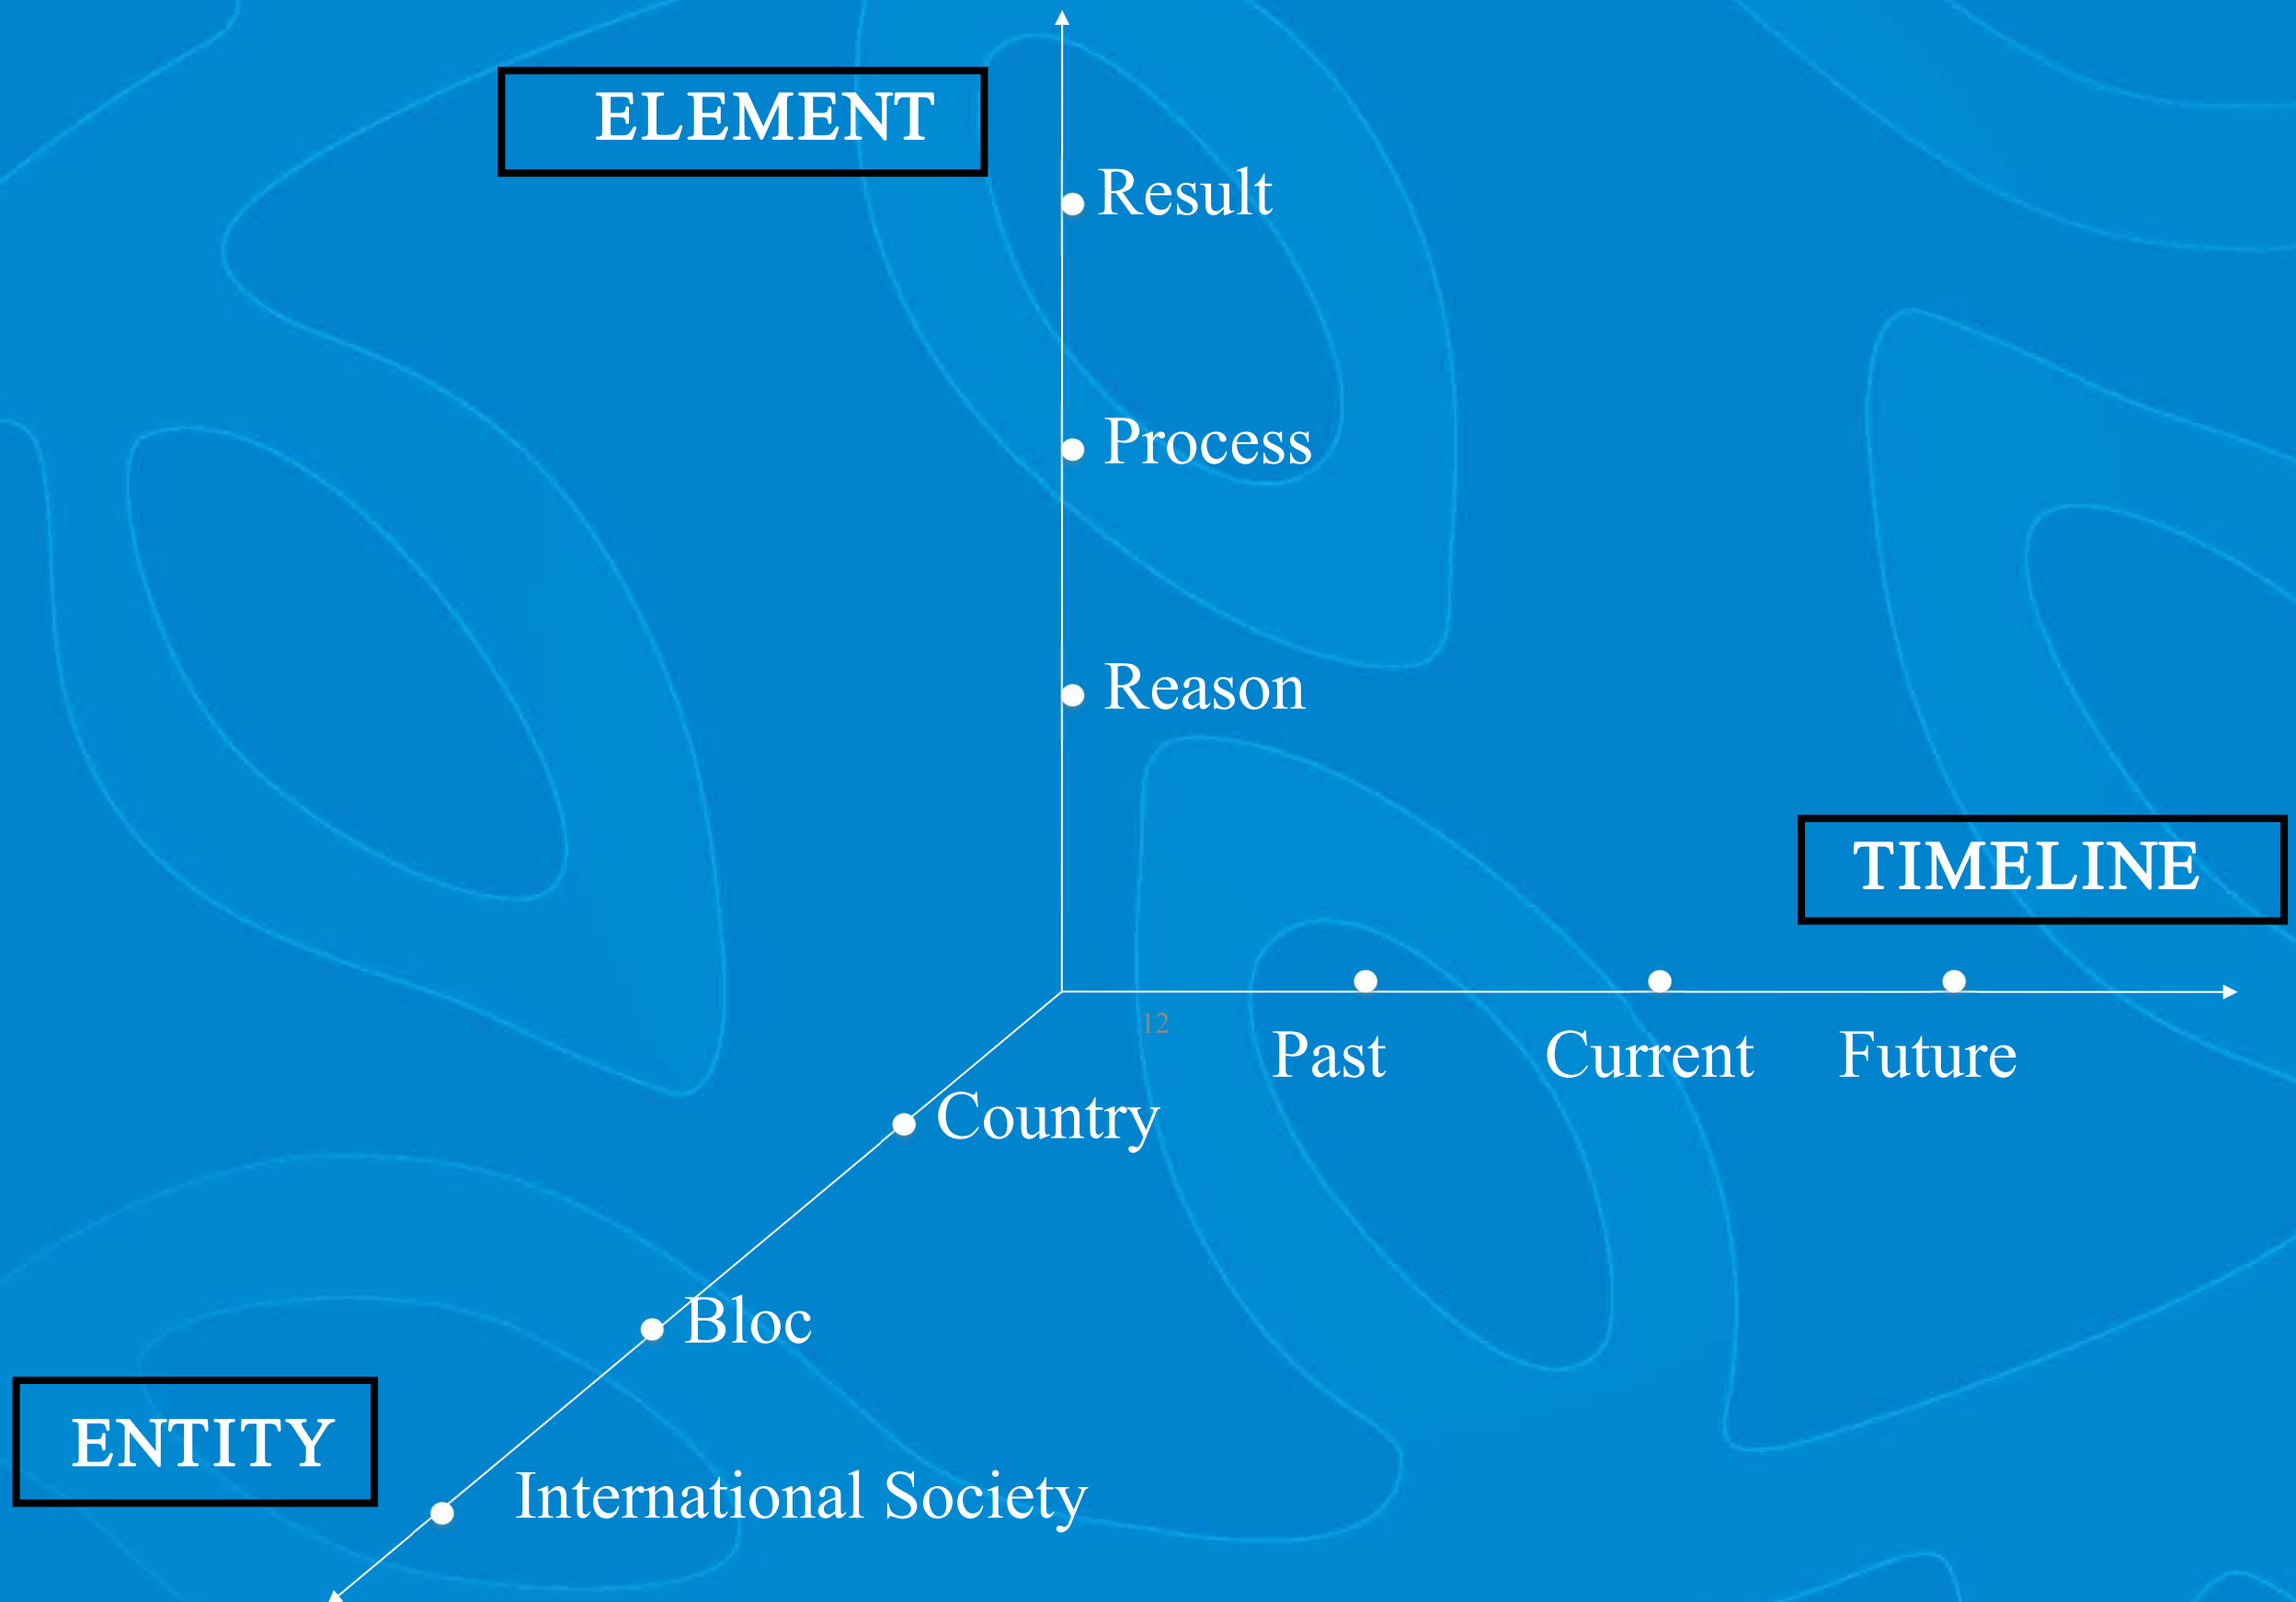 ELEMENT
Result
Process
Reason
TIMELINE
12
Past
Current
Future
Country
Bloc
ENTITY
International Society